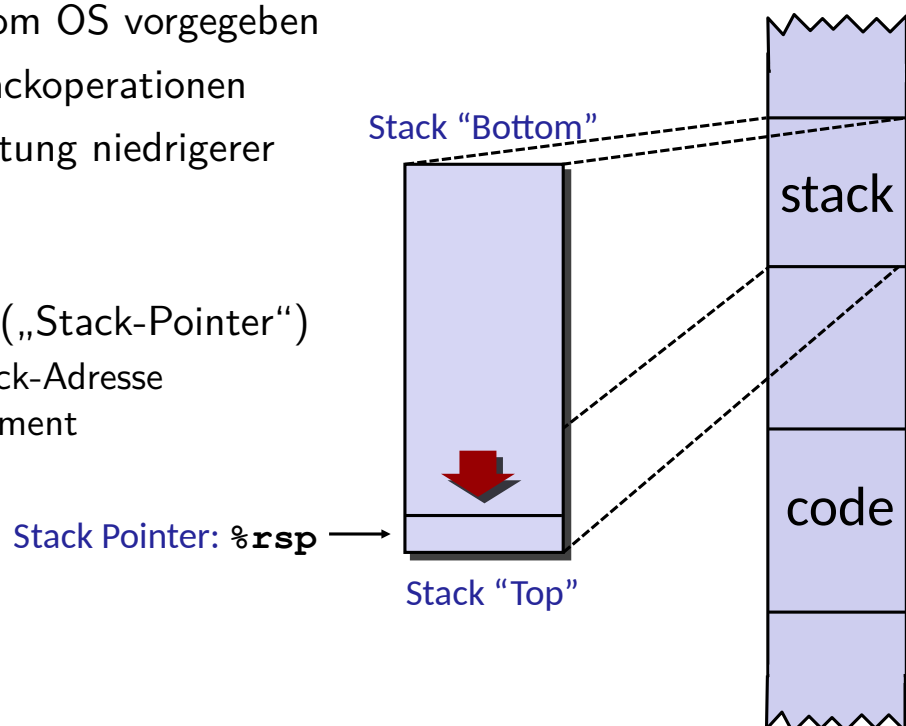 om OS vorgegeben
ckoperationen
tung niedrigerer
(„Stack-Pointer“)
ck-Adresse
ment
Stack “Bottom”
Stack Pointer: %rsp
Stack “Top”
stack
code